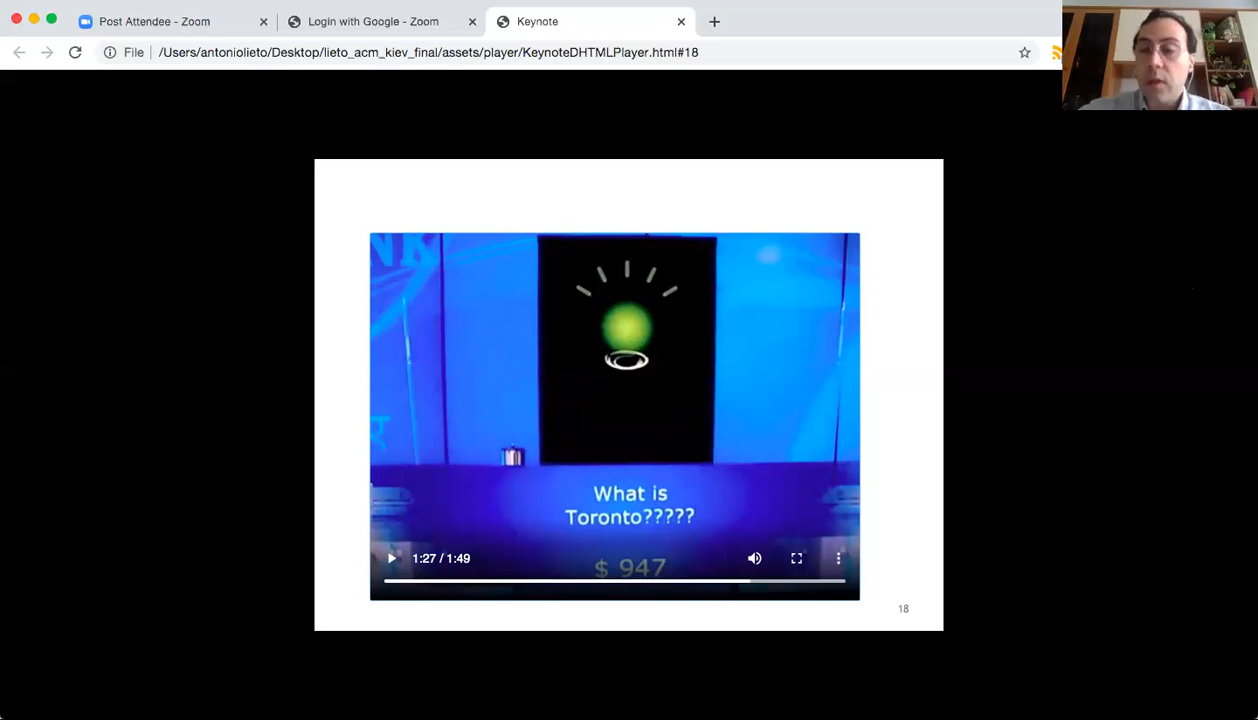 Post Attendee - Zoom
Login with Google - Zoom
Keynote
File
/Users/antoniolieto/Desktop/lieto_acm_kiev_final/assets/player/KeynoteDHTMLPlayer.html#18
NK
What is
Toronto?????
$ 947
1:27 / 1:49
18